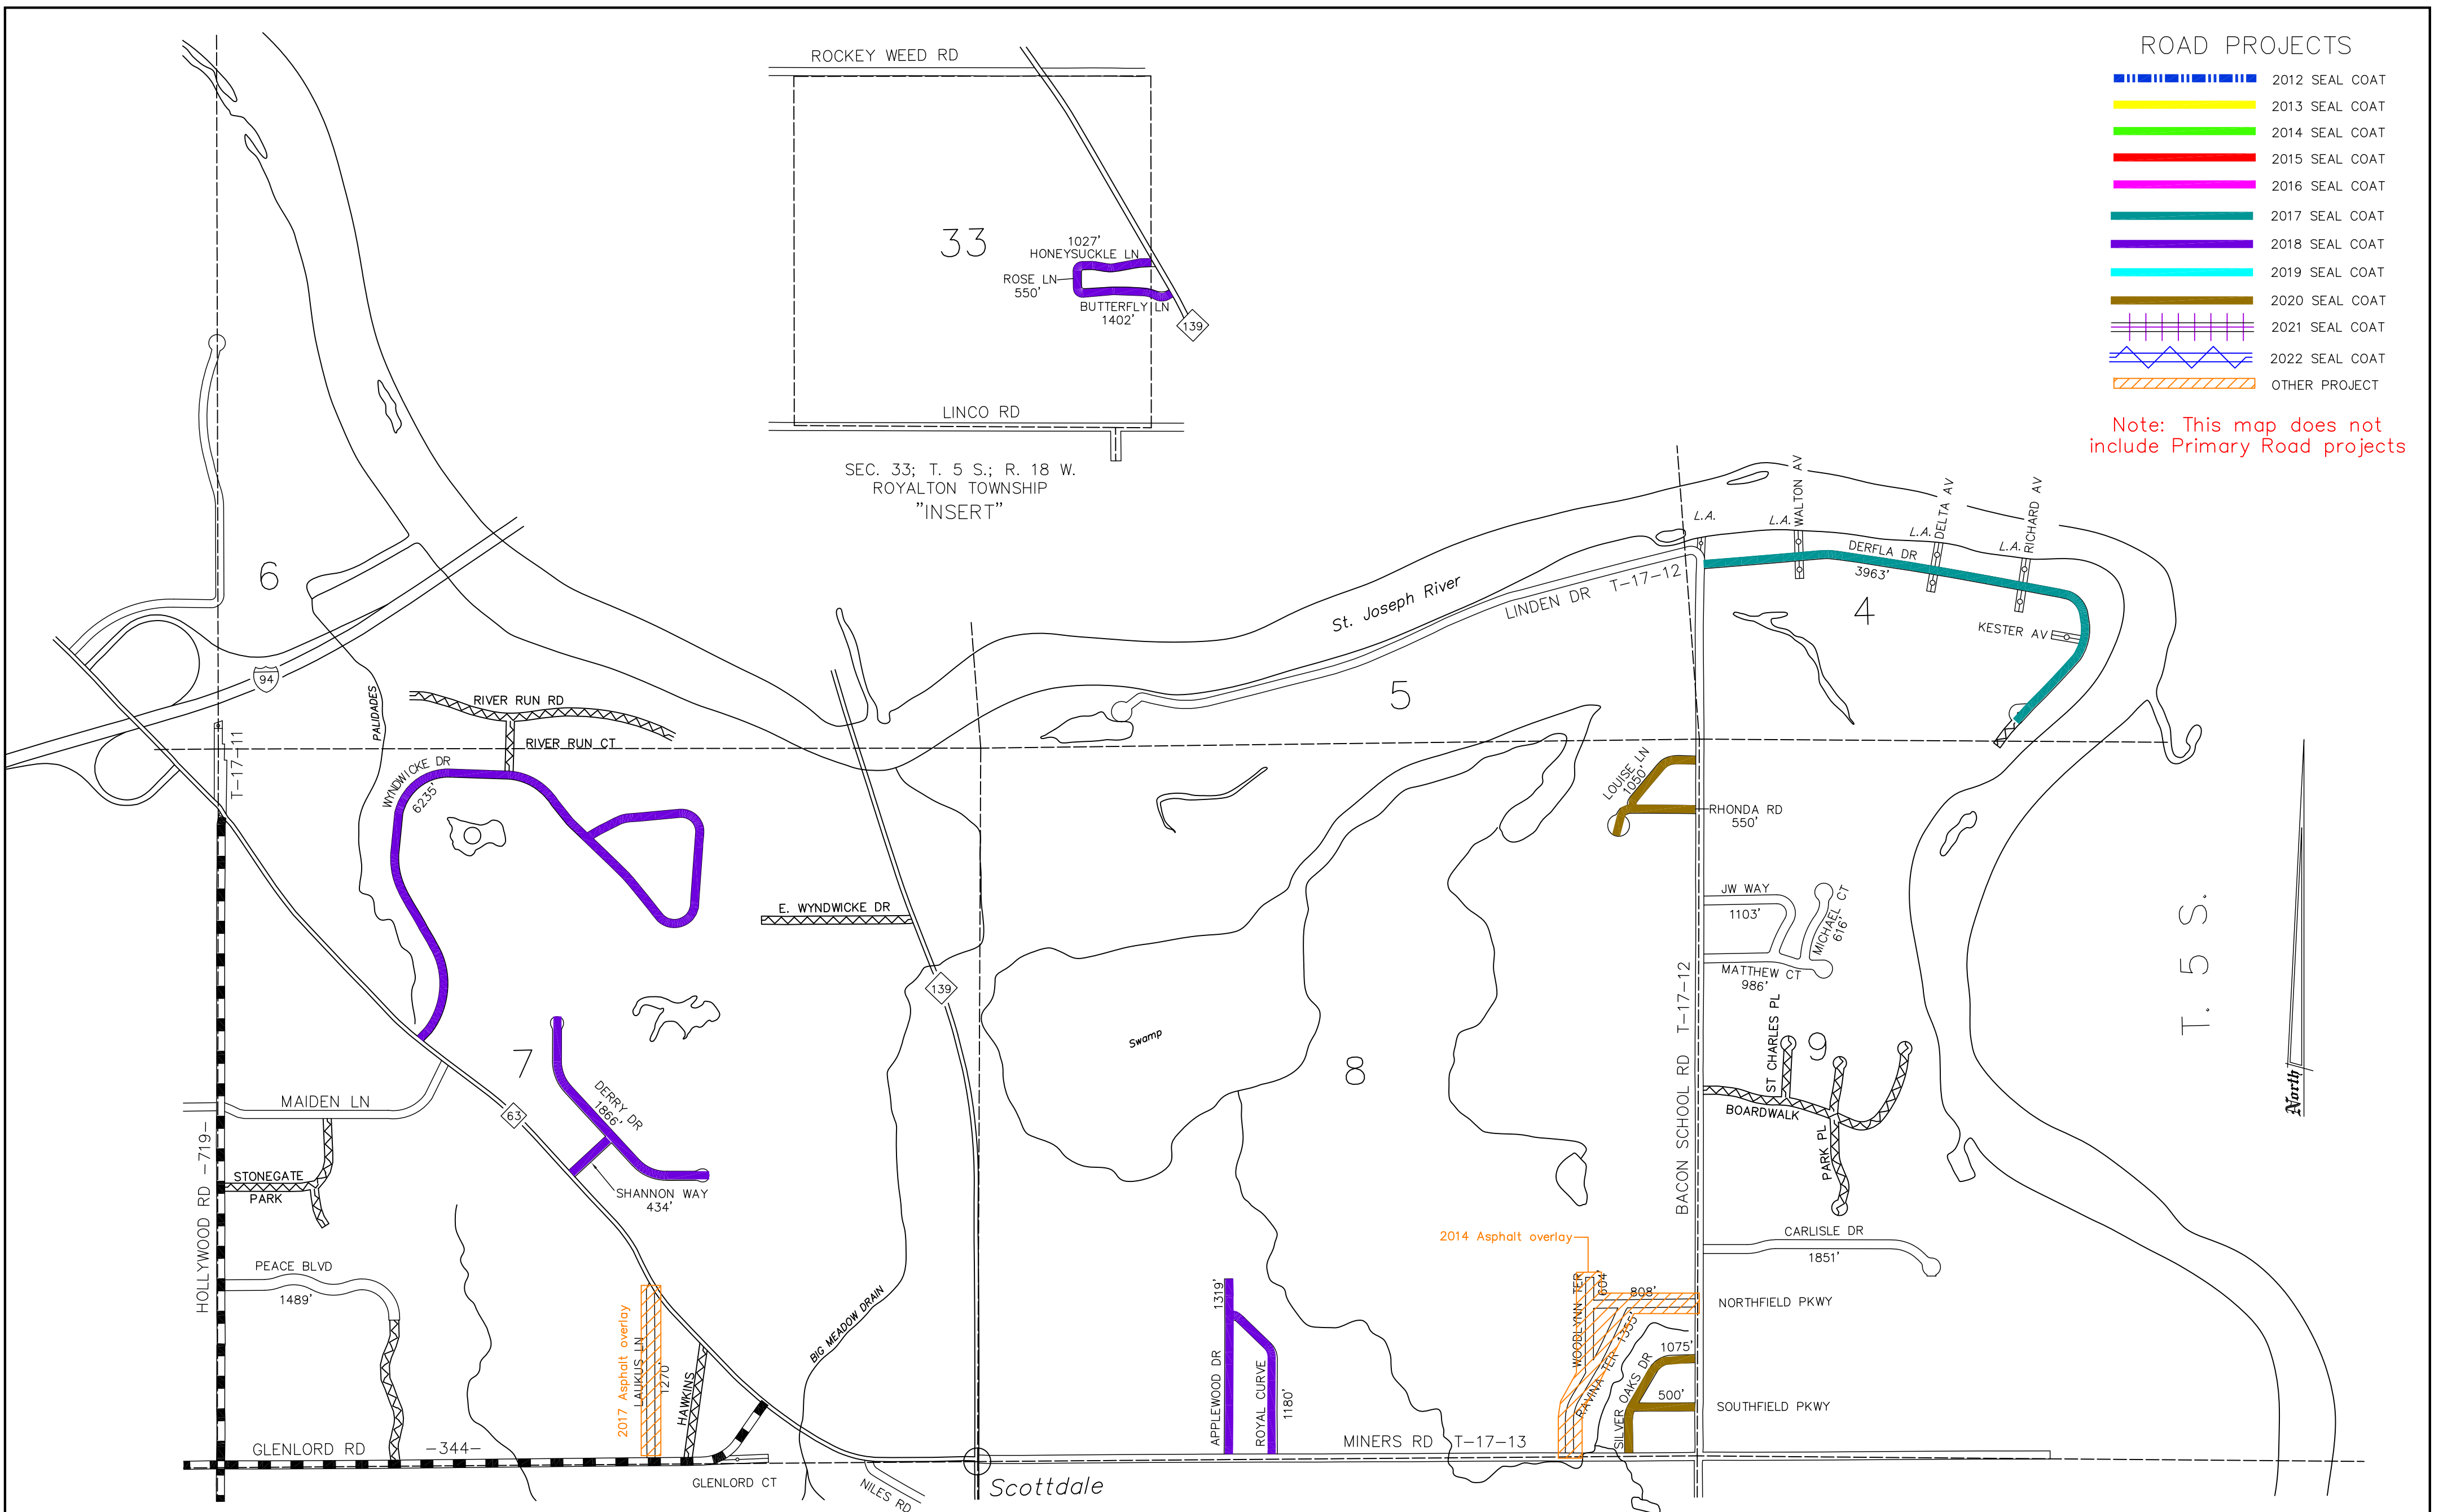 ROAD PROJECTS
2012 SEAL COAT
2013 SEAL COAT
2014 SEAL COAT
2015 SEAL COAT
2016 SEAL COAT
2017 SEAL COAT
2018 SEAL COAT
2019 SEAL COAT
2020 SEAL COAT
2021 SEAL COAT
2022 SEAL COAT
OTHER PROJECT
Note: This map does not
include Primary Road projects
ROCKEY WEED RD
33
1027'
HONEYSUCKLE LN
ROSE LN
550'
BUTTERFLY LN
1402'
139
LINCO RD
SEC. 33; T. 5 S.; R. 18 W.
ROYALTON TOWNSHIP
"INSERT"
6
94
T-17-11
PALIDADES
RIVER RUN RD
RIVER RUN CT
WYNDWICKE DR
6235'
E. WYNDWICKE DR
139
7
63
DERRY DR
1866'
SHANNON WAY
434'
MAIDEN LN
HOLLYWOOD RD -719-
STONEGATE
PARK
PEACE BLVD
1489'
GLENLORD RD -344-
2017 Asphalt overlay
LAUKUS LN
1270'
HAWKINS
GLENLORD CT
NILES RD
BIG MEADOW DRAIN
Scottdale
St. Joseph River
LINDEN DR T-17-12
5
L.A.
L.A.
WALTON AV
L.A.
DELTA AV
L.A.
RICHARD AV
DERFLA DR
3963'
4
KESTER AV
LOUISE LN
1050'
RHONDA RD
550'
JW WAY
1103'
MICHAEL CT
616'
MATTHEW CT
986'
BACON SCHOOL RD T-17-12
ST CHARLES PL
9
BOARDWALK
PARK PL
CARLISLE DR
1851'
Swamp
8
2014 Asphalt overlay
WOODLYNN TER
604'
808'
NORTHFIELD PKWY
RAVINA TER 1355'
1075'
SILVER OAKS DR
500'
SOUTHFIELD PKWY
APPLEWOOD DR 1319'
ROYAL CURVE
1180'
MINERS RD T-17-13
T. 5 S.
North